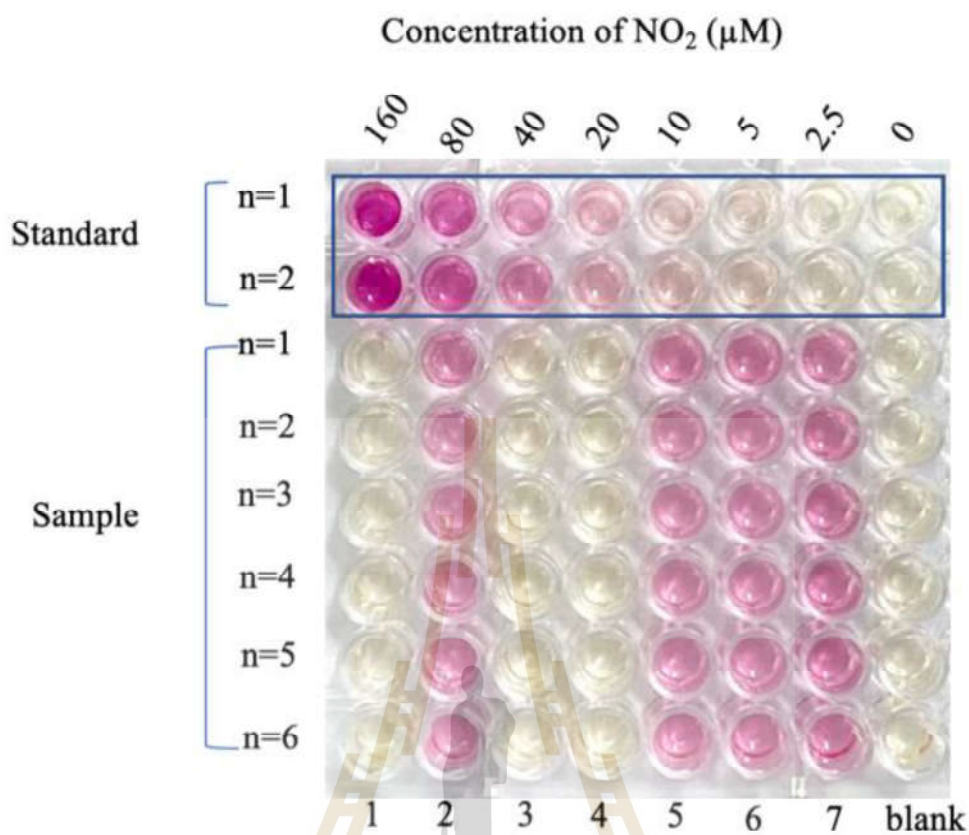 Concentration of NO₂ (µM)
160 80 40 20 10 5 2.5 0
Standard
n=1
n=2
Sample
n=1
n=2
n=3
n=4
n=5
n=6
1 2 3 4 5 6 7 blank